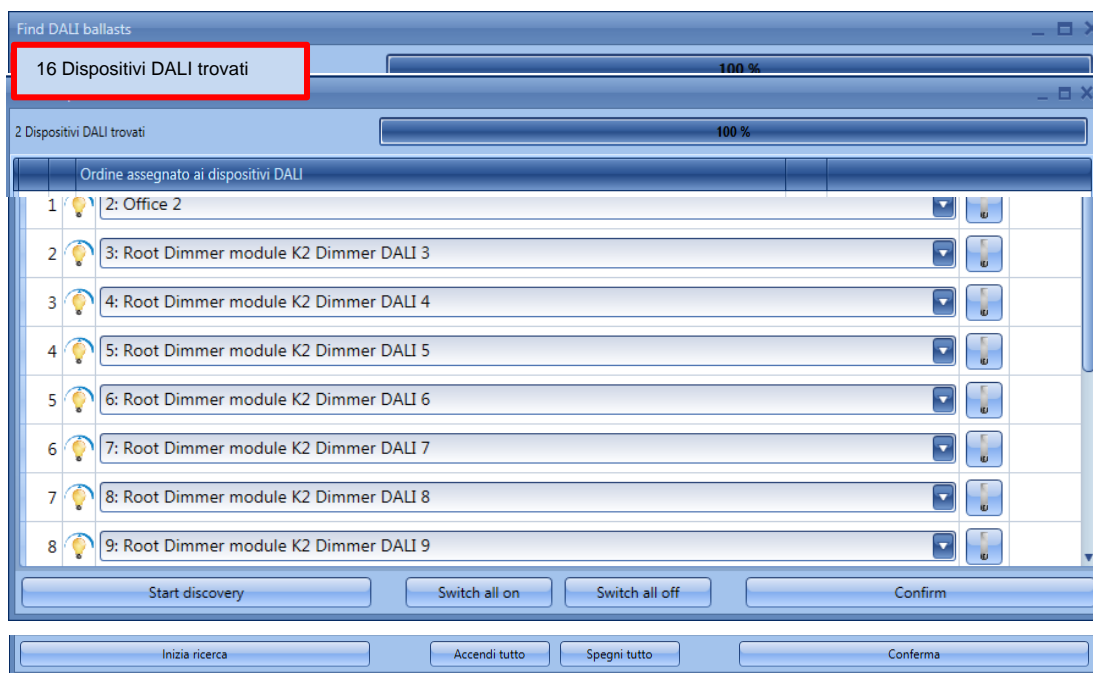 Find DALI ballasts
16 Dispositivi DALI trovati
100 %
2 Dispositivi DALI trovati
100 %
Ordine assegnato ai dispositivi DALI
1 2: Office 2
2 3: Root Dimmer module K2 Dimmer DALI 3
3 4: Root Dimmer module K2 Dimmer DALI 4
4 5: Root Dimmer module K2 Dimmer DALI 5
5 6: Root Dimmer module K2 Dimmer DALI 6
6 7: Root Dimmer module K2 Dimmer DALI 7
7 8: Root Dimmer module K2 Dimmer DALI 8
8 9: Root Dimmer module K2 Dimmer DALI 9
Start discovery Switch all on Switch all off Confirm
Inizia ricerca Accendi tutto Spegni tutto Conferma